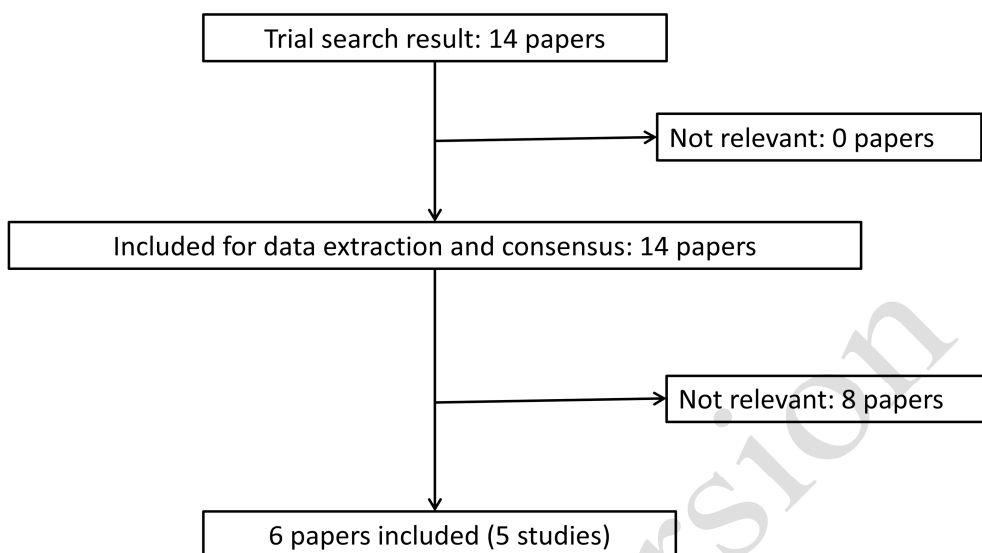 Trial search result: 14 papers
Not relevant: 0 papers
Included for data extraction and consensus: 14 papers
Not relevant: 8 papers
6 papers included (5 studies)
rsion